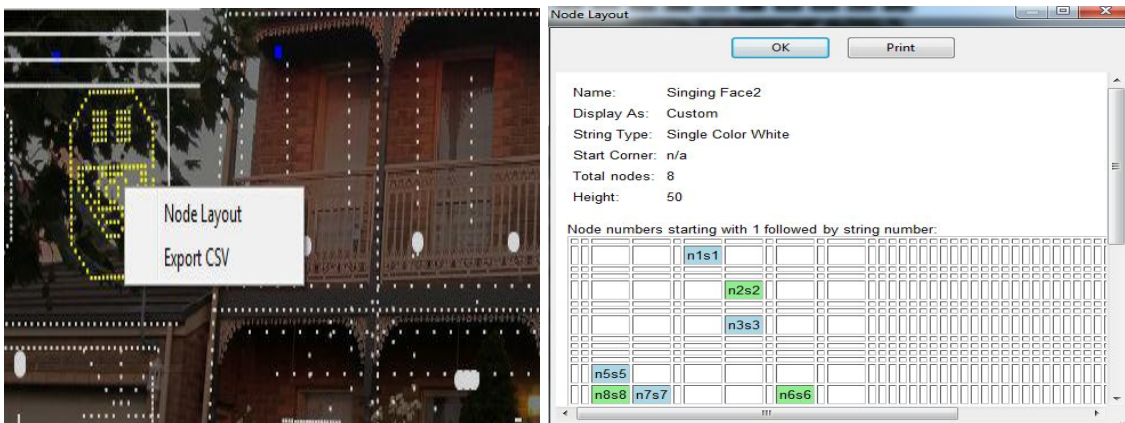 Node Layout
Export CSV
Node Layout
OK Print
Name: Singing Face2
Display As: Custom
String Type: Single Color White
Start Corner: n/a
Total nodes: 8
Height: 50
Node numbers starting with 1 followed by string number:
n1s1
n2s2
n3s3
n5s5
n8s8 n7s7 n6s6